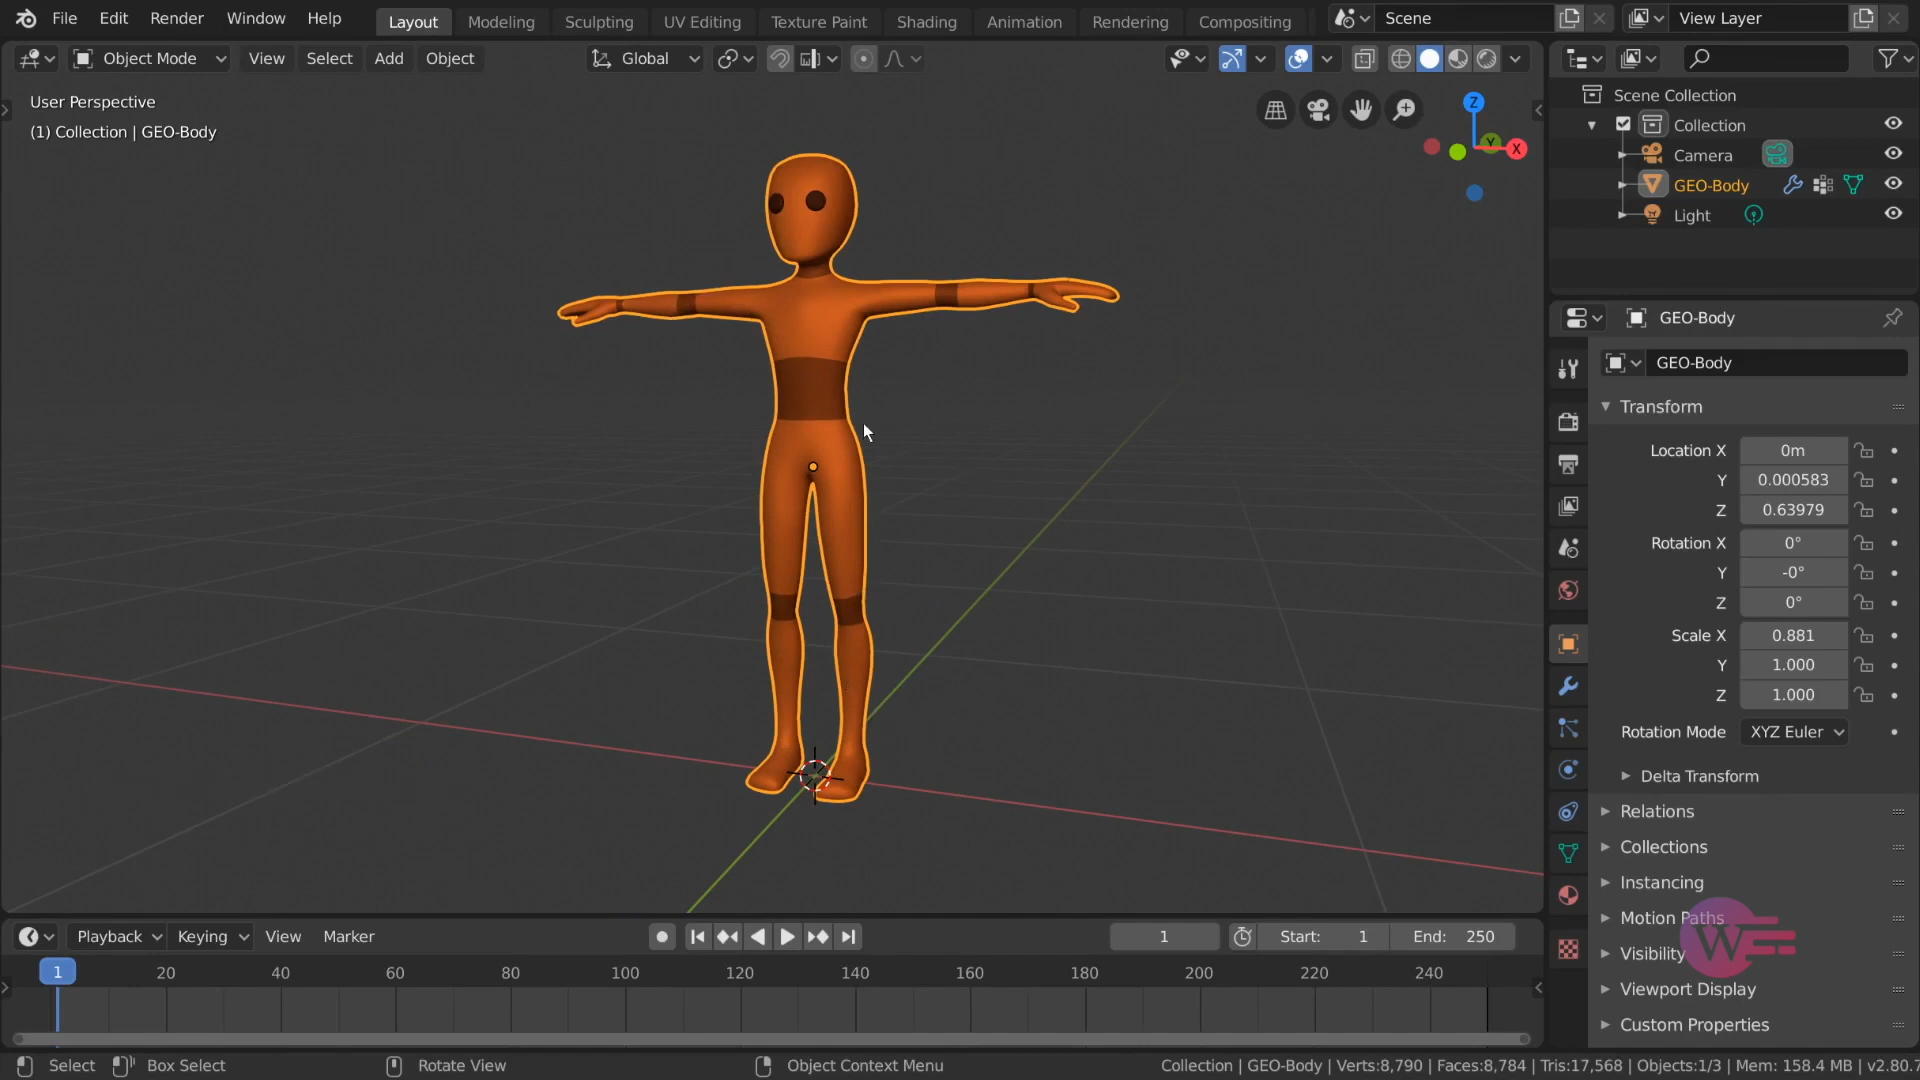 File Edit Render Window Help Layout Modeling Sculpting UV Editing Texture Paint Shading Animation Rendering Compositing Scene View Layer
Object Mode View Select Add Object Global
User Perspective
(1) Collection | GEO-Body
Z
Y
X
Scene Collection
Collection
Camera
GEO-Body
Light
GEO-Body
GEO-Body
Transform
Location X 0m
Y 0.000583
Z 0.63979
Rotation X 0°
Y -0°
Z 0°
Scale X 0.881
Y 1.000
Z 1.000
Rotation Mode XYZ Euler
Delta Transform
Relations
Collections
Instancing
Motion Paths
Visibility
Viewport Display
Custom Properties
W
Playback Keying View Marker 1 Start: 1 End: 250
1 20 40 60 80 100 120 140 160 180 200 220 240
Select Box Select Rotate View Object Context Menu Collection | GEO-Body | Verts:8,790 | Faces:8,784 | Tris:17,568 | Objects:1/3 | Mem: 158.4 MB | v2.80.7